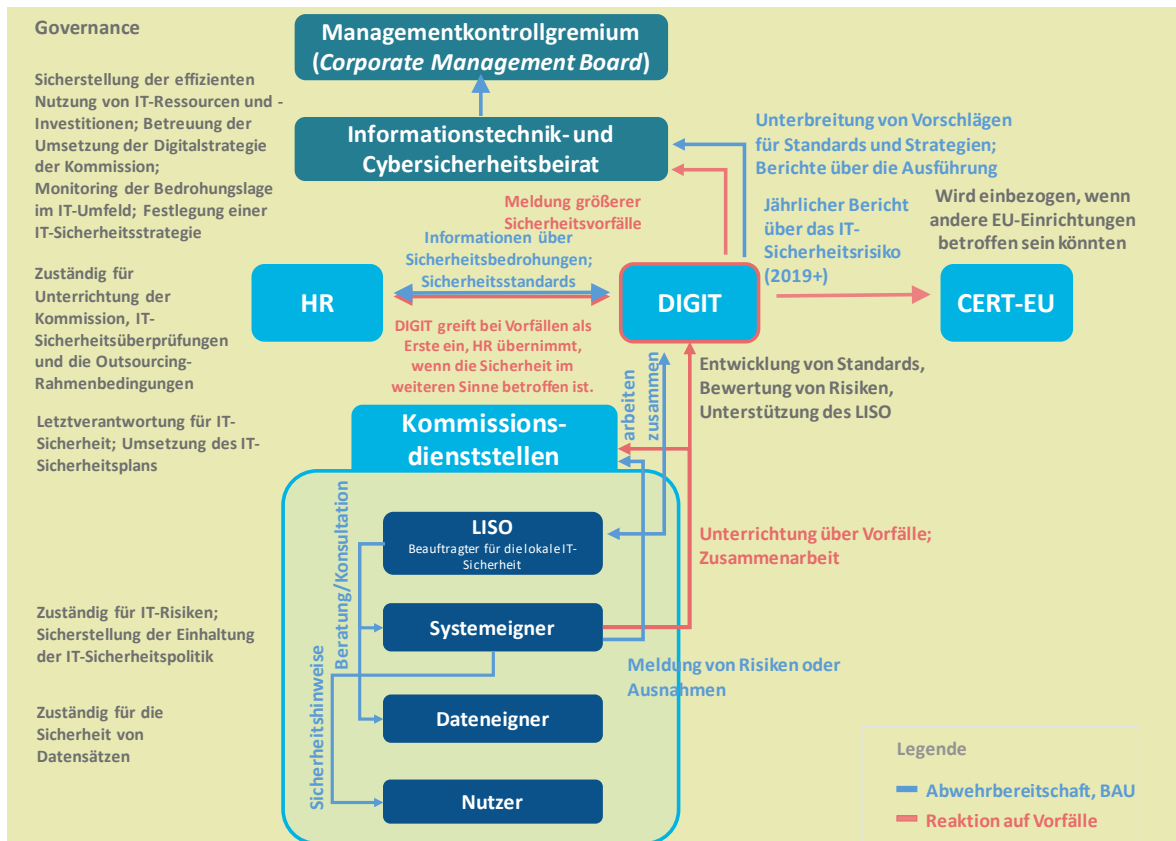 Governance
Managementkontrollgremium
(Corporate Management Board)
Sicherstellung der effizienten
Nutzung von IT-Ressourcen und -
Investitionen; Betreuung der
Umsetzung der Digitalstrategie
der Kommission;
Monitoring der Bedrohungslage
im IT-Umfeld; Festlegung einer
IT-Sicherheitsstrategie
Informationstechnik- und
Cybersicherheitsbeirat
Unterbreitung von Vorschlägen
für Standards und Strategien;
Berichte über die Ausführung
Meldung größerer
Sicherheitsvorfälle
Jährlicher Bericht
über das IT-
Sicherheitsrisiko
(2019+)
Wird einbezogen, wenn
andere EU-Einrichtungen
betroffen sein könnten
Informationen über
Sicherheitsbedrohungen;
Sicherheitsstandards
Zuständig für
Unterrichtung der
Kommission, IT-
Sicherheitsüberprüfungen
und die Outsourcing-
Rahmenbedingungen
HR
DIGIT
CERT-EU
DIGIT greift bei Vorfällen als
Erste ein, HR übernimmt,
wenn die Sicherheit im
weiteren Sinne betroffen ist.
arbeiten
zusammen
Entwicklung von Standards,
Bewertung von Risiken,
Unterstützung des LISO
Letztverantwortung für IT-
Sicherheit; Umsetzung des IT-
Sicherheitsplans
Kommissions-
dienststellen
LISO
Beauftragter für die lokale IT-
Sicherheit
Beratung/Konsultation
Sicherheitshinweise
Unterrichtung über Vorfälle;
Zusammenarbeit
Zuständig für IT-Risiken;
Sicherstellung der Einhaltung
der IT-Sicherheitspolitik
Systemeigner
Meldung von Risiken oder
Ausnahmen
Zuständig für die
Sicherheit von
Datensätzen
Dateneigner
Nutzer
Legende
Abwehrbereitschaft, BAU
Reaktion auf Vorfälle